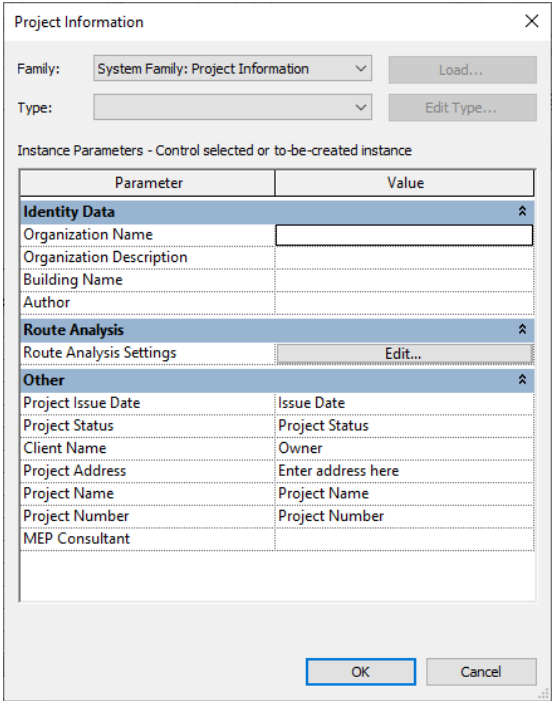 Project Information
Family: System Family: Project Information Load...
Type: Edit Type...
Instance Parameters - Control selected or to-be-created instance
Parameter Value
Identity Data
Organization Name
Organization Description
Building Name
Author
Route Analysis
Route Analysis Settings Edit...
Other
Project Issue Date Issue Date
Project Status Project Status
Client Name Owner
Project Address Enter address here
Project Name Project Name
Project Number Project Number
MEP Consultant
OK Cancel